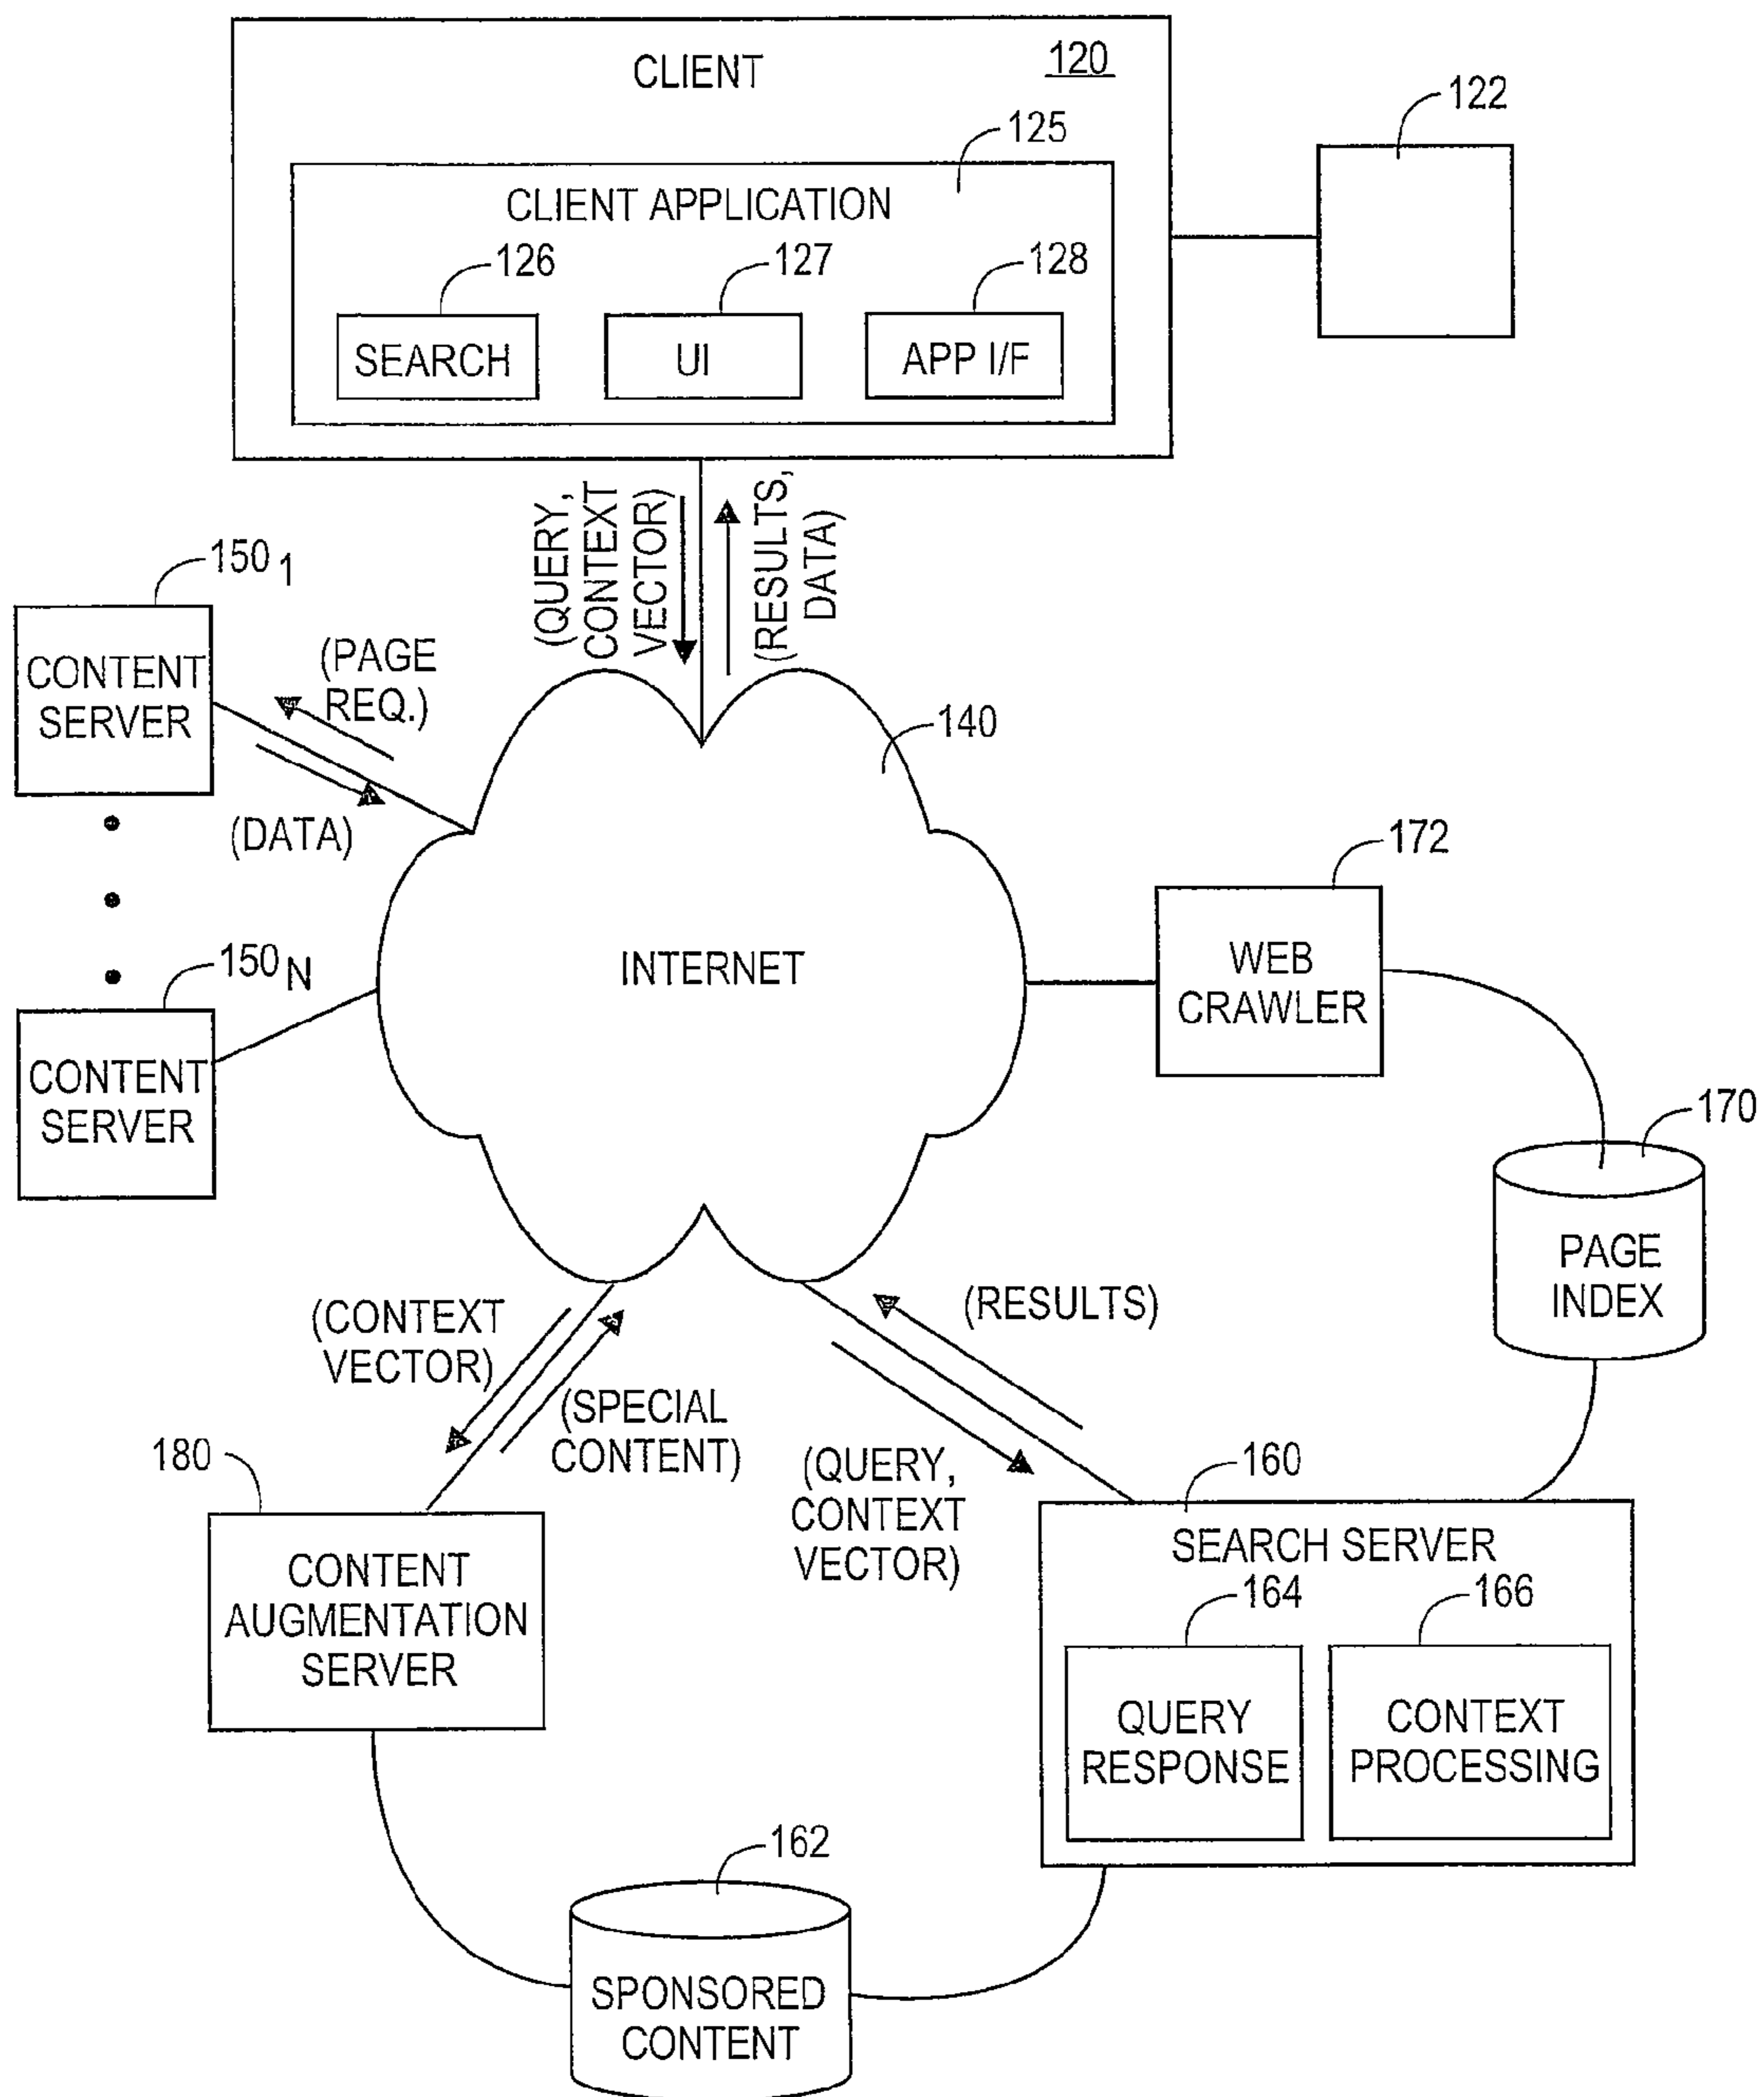 CLIENT
120
122
125
CLIENT APPLICATION
126
127
128
SEARCH
UI
APP I/F
(QUERY,
CONTEXT
VECTOR)
(RESULTS,
DATA)
150 1
CONTENT
SERVER
(PAGE
REQ.)
(DATA)
140
150 N
CONTENT
SERVER
INTERNET
172
WEB
CRAWLER
170
PAGE
INDEX
(CONTEXT
VECTOR)
(SPECIAL
CONTENT)
(RESULTS)
(QUERY,
CONTEXT
VECTOR)
180
CONTENT
AUGMENTATION
SERVER
160
SEARCH SERVER
164
166
QUERY
RESPONSE
CONTEXT
PROCESSING
162
SPONSORED
CONTENT